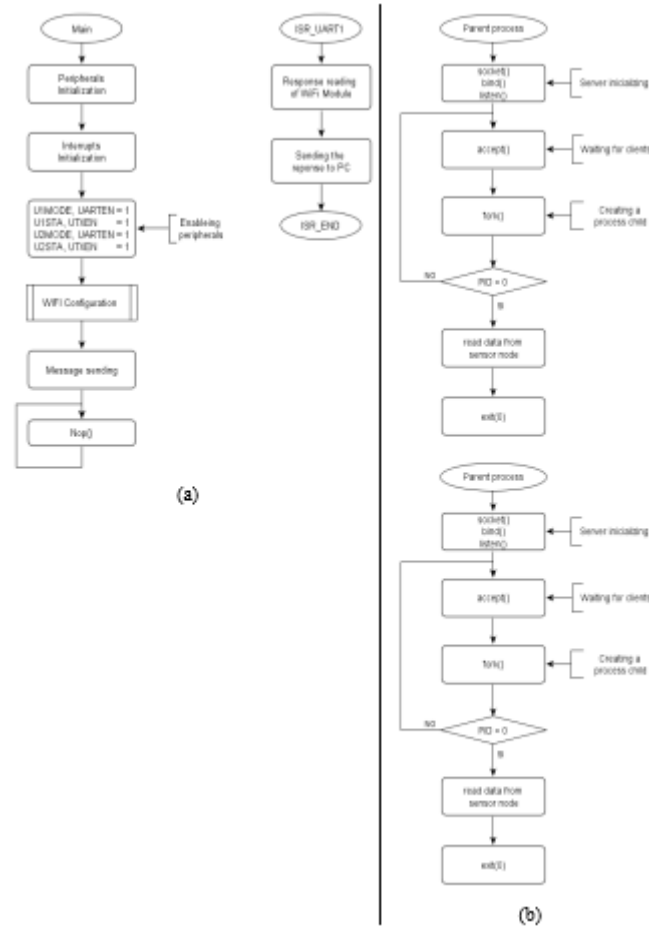 Main
Peripherals
Initialization
Interrupts
Initialization
U1MODE, UARTEN = 1
U1STA, UTXEN = 1
U2MODE, UARTEN = 1
U2STA, UTXEN = 1
Enableing
peripherals
WIFI Configuration
Message sending
Nop()
ISR_UART1
Response reading
of WiFi Module
Sending the
reponse to PC
ISR_END
(a)
Parent process
socket()
bind()
listen()
Server inicializing
accept()
Waiting for clients
fork()
Creating a
process child
NO
PID = 0
SI
read data from
sensor node
exit(0)
Parent process
socket()
bind()
listen()
Server inicializing
accept()
Waiting for clients
fork()
Creating a
process child
NO
PID = 0
SI
read data from
sensor node
exit(0)
(b)